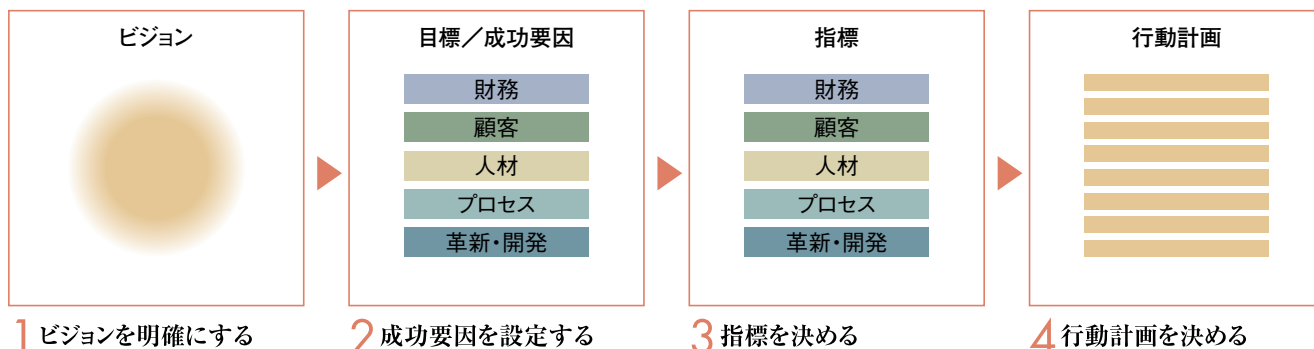 ビジョン
目標／成功要因
財務
顧客
人材
プロセス
革新・開発
指標
財務
顧客
人材
プロセス
革新・開発
行動計画
1 ビジョンを明確にする
2 成功要因を設定する
3 指標を決める
4 行動計画を決める